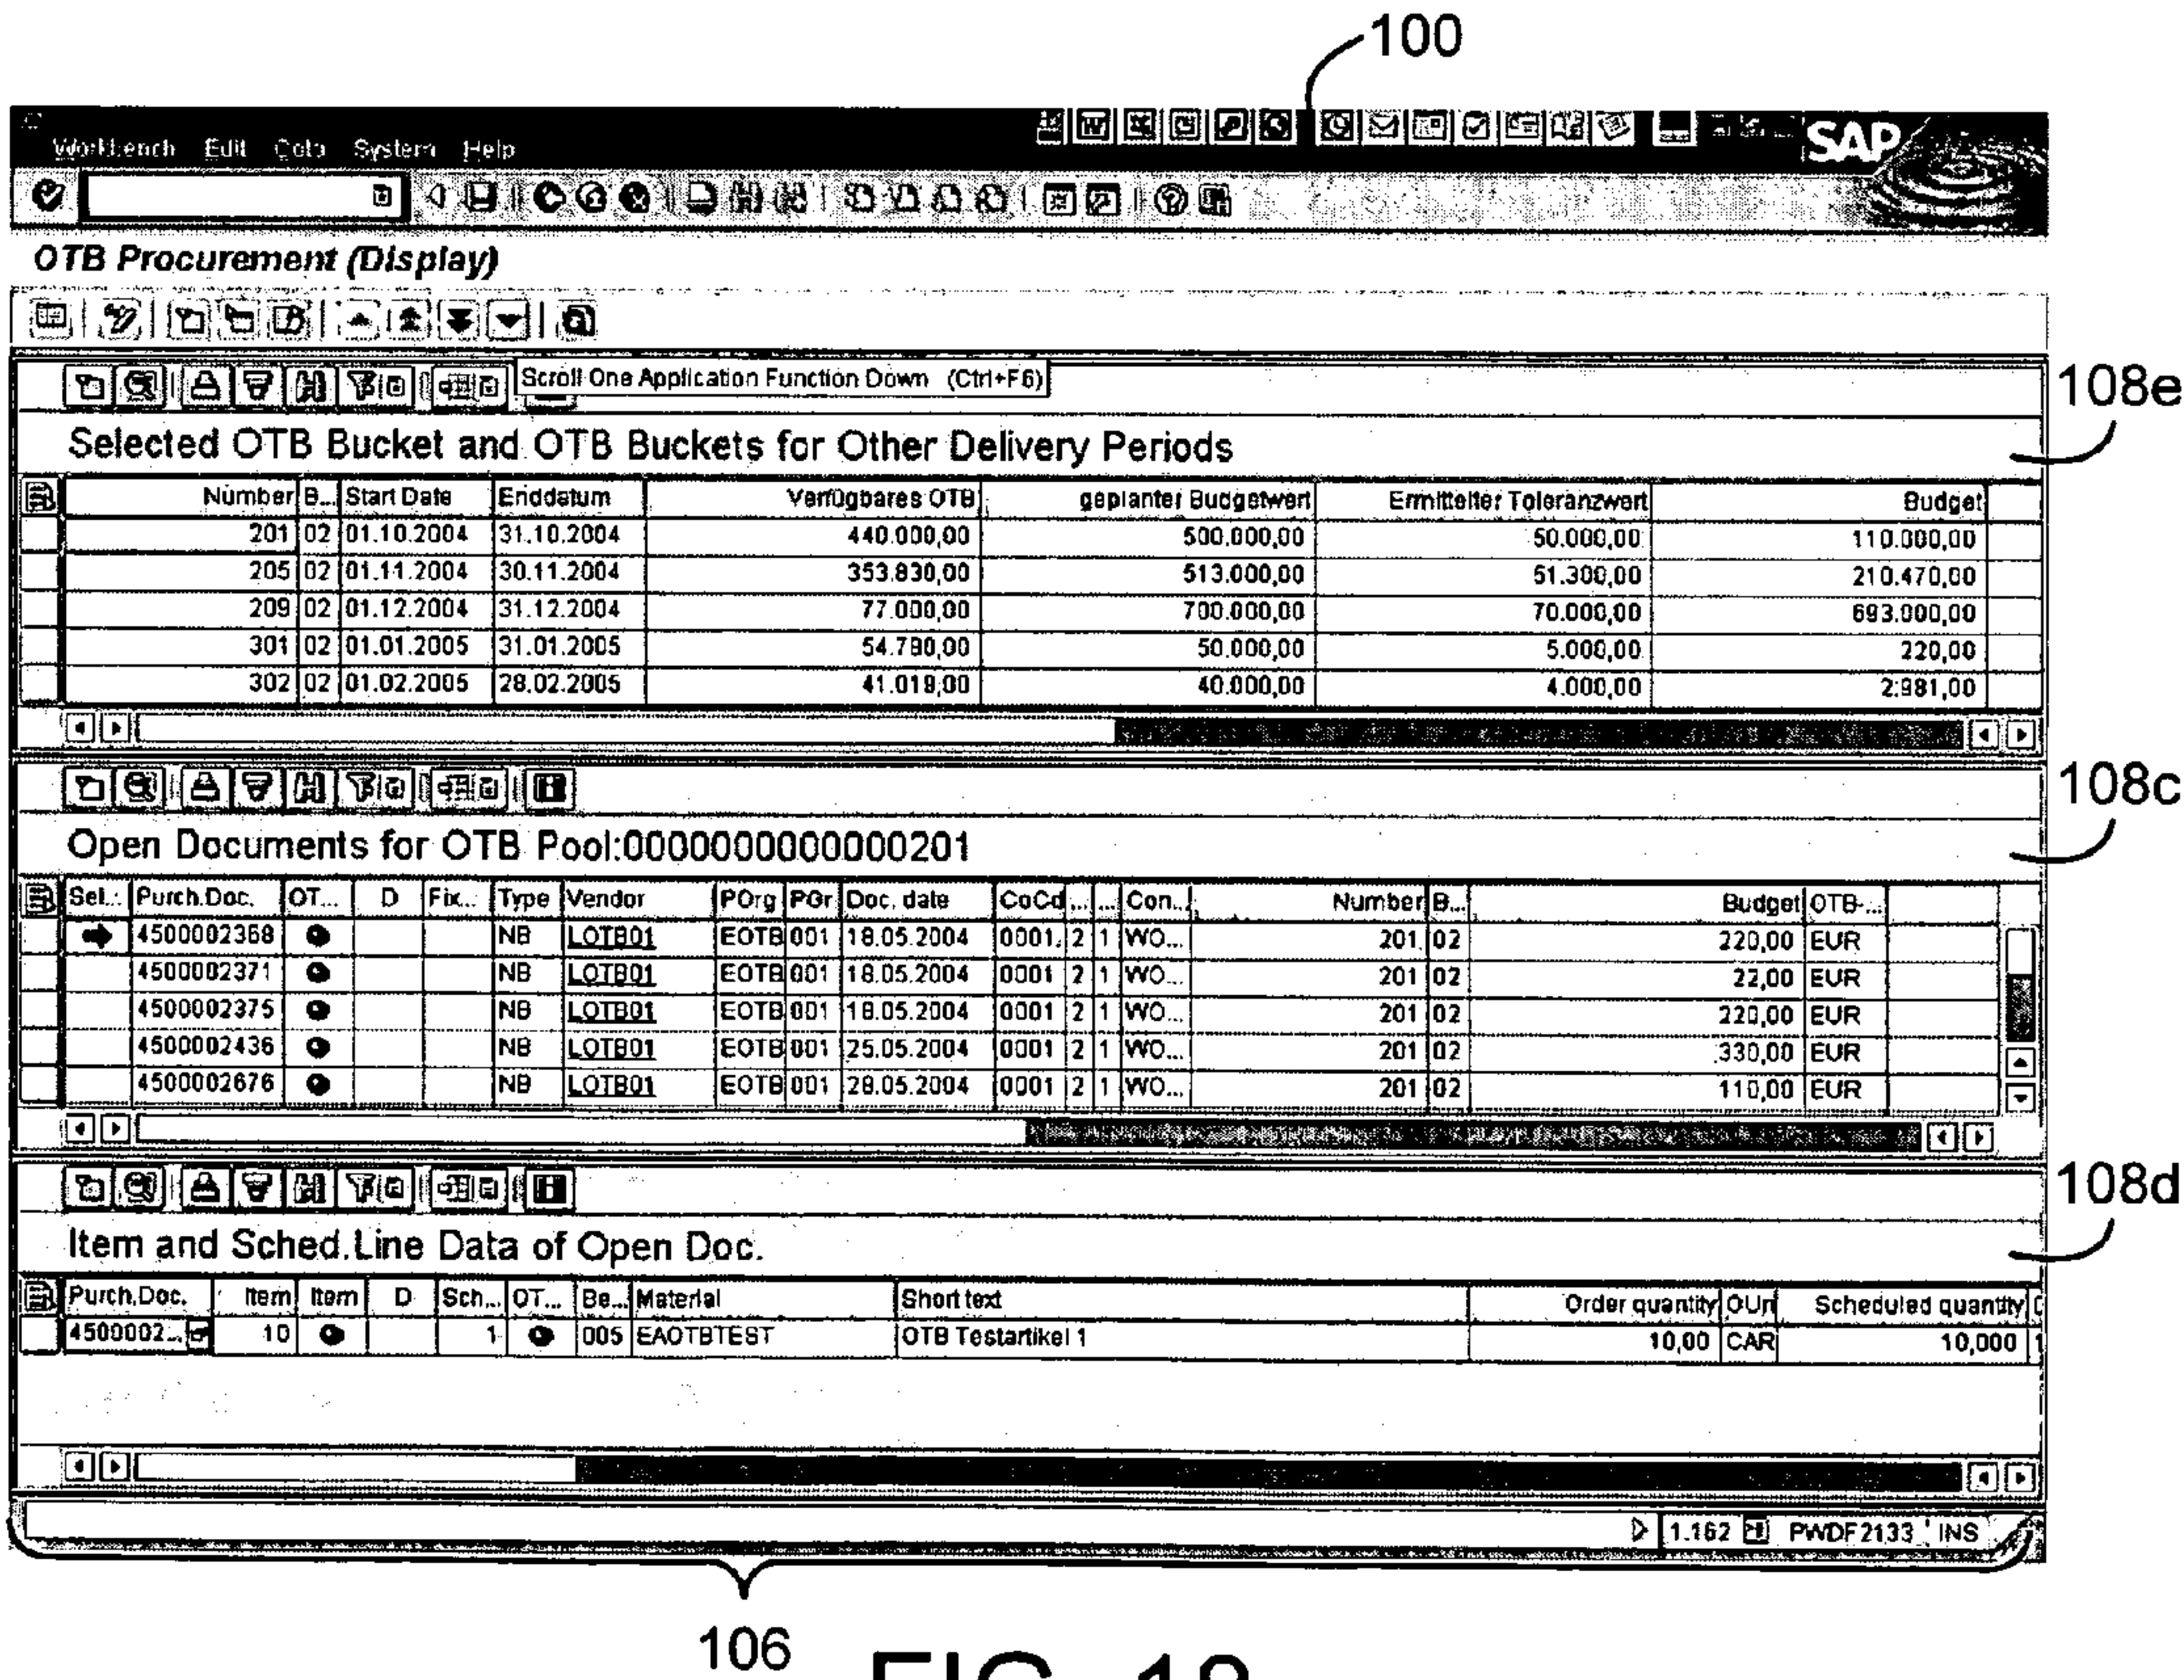 100
Workbench Edit Goto System Help
SAP
OTB Procurement (Display)
Scroll One Application Function Down (Ctrl+F6)
108e
Selected OTB Bucket and OTB Buckets for Other Delivery Periods
Number B... Start Date Enddatum Verfügbares OTB geplanter Budgetwert Ermittelter Toleranzwert Budget
201 02 01.10.2004 31.10.2004 440.000,00 500.000,00 50.000,00 110.000,00
205 02 01.11.2004 30.11.2004 353.830,00 513.000,00 51.300,00 210.470,00
209 02 01.12.2004 31.12.2004 77.000,00 700.000,00 70.000,00 693.000,00
301 02 01.01.2005 31.01.2005 54.780,00 50.000,00 5.000,00 220,00
302 02 01.02.2005 28.02.2005 41.019,00 40.000,00 4.000,00 2.981,00
108c
Open Documents for OTB Pool:0000000000000201
Sel... Purch.Doc. OT... D Fix... Type Vendor POrg PGr Doc. date CoCd ... ... Con... Number B... Budget OTB-...
4500002368 NB LOTB01 EOTB 001 18.05.2004 0001 2 1 WO... 201 02 220,00 EUR
4500002371 NB LOTB01 EOTB 001 18.05.2004 0001 2 1 WO... 201 02 22,00 EUR
4500002375 NB LOTB01 EOTB 001 18.05.2004 0001 2 1 WO... 201 02 220,00 EUR
4500002436 NB LOTB01 EOTB 001 25.05.2004 0001 2 1 WO... 201 02 330,00 EUR
4500002676 NB LOTB01 EOTB 001 28.05.2004 0001 2 1 WO... 201 02 110,00 EUR
108d
Item and Sched.Line Data of Open Doc.
Purch.Doc. Item Item D Sch... OT... Be... Material Short text Order quantity OUn Scheduled quantity
4500002... 10 1 005 EAOTBTEST OTB Testartikel 1 10,00 CAR 10,000 1
1.162 PWDF2133 INS
106
FIG. 18